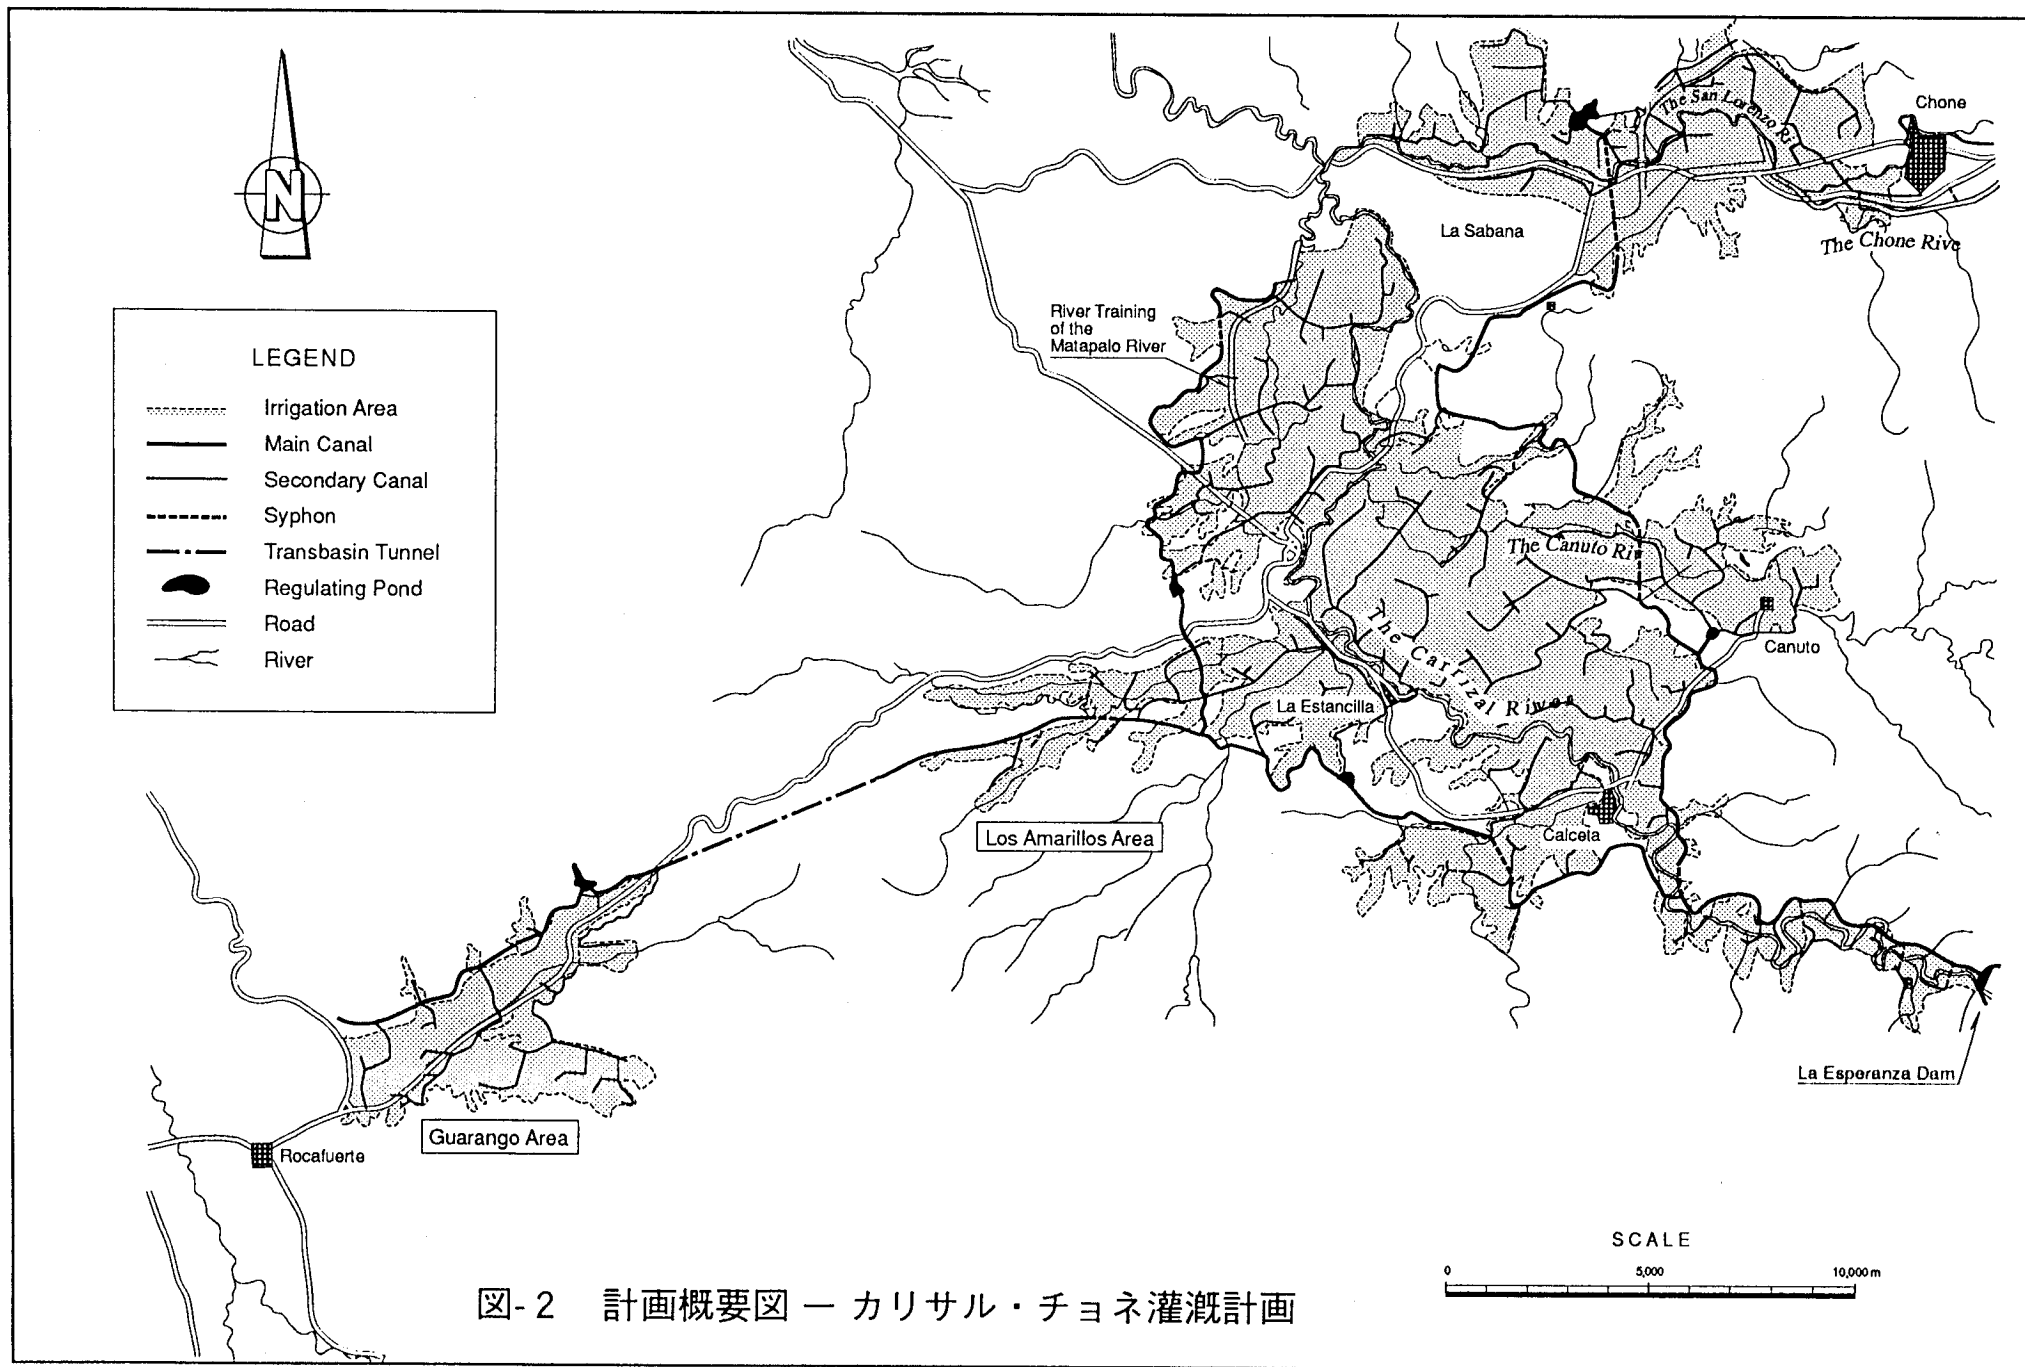 N
LEGEND
Irrigation Area
Main Canal
Secondary Canal
Syphon
Transbasin Tunnel
Regulating Pond
Road
River
Chone
The San Lorenzo Ri
The Chone Rive
La Sabana
River Training
of the
Matapalo River
The Canuto Riv
Canuto
The Carrizal River
La Estancilla
Calceta
Los Amarillos Area
La Esperanza Dam
Guarango Area
Rocafuerte
SCALE
0 5,000 10,000 m
図-2 計画概要図 ー カリサル・チョネ灌漑計画